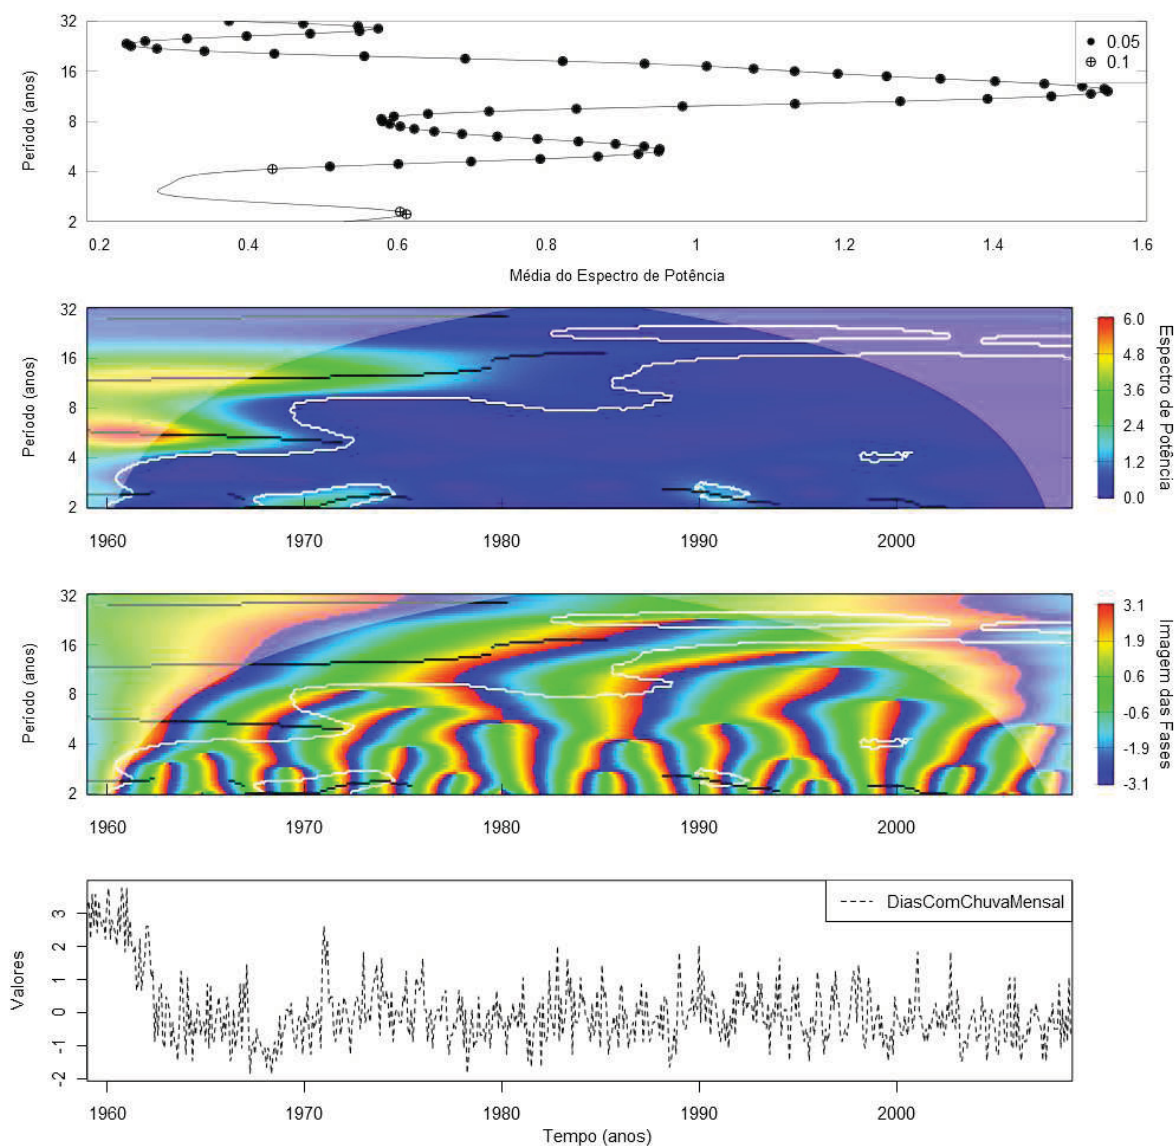 32
16
8
4
2
Período (anos)
0.05
0.1
0.2 0.4 0.6 0.8 1 1.2 1.4 1.6
Média do Espectro de Potência
32
16
8
4
2
Período (anos)
1960 1970 1980 1990 2000
6.0
4.8
3.6
2.4
1.2
0.0
Espectro de Potência
32
16
8
4
2
Período (anos)
1960 1970 1980 1990 2000
3.1
1.9
0.6
-0.6
-1.9
-3.1
Imagem das Fases
3
2
1
0
-1
-2
Valores
DiasComChuvaMensal
1960 1970 1980 1990 2000
Tempo (anos)